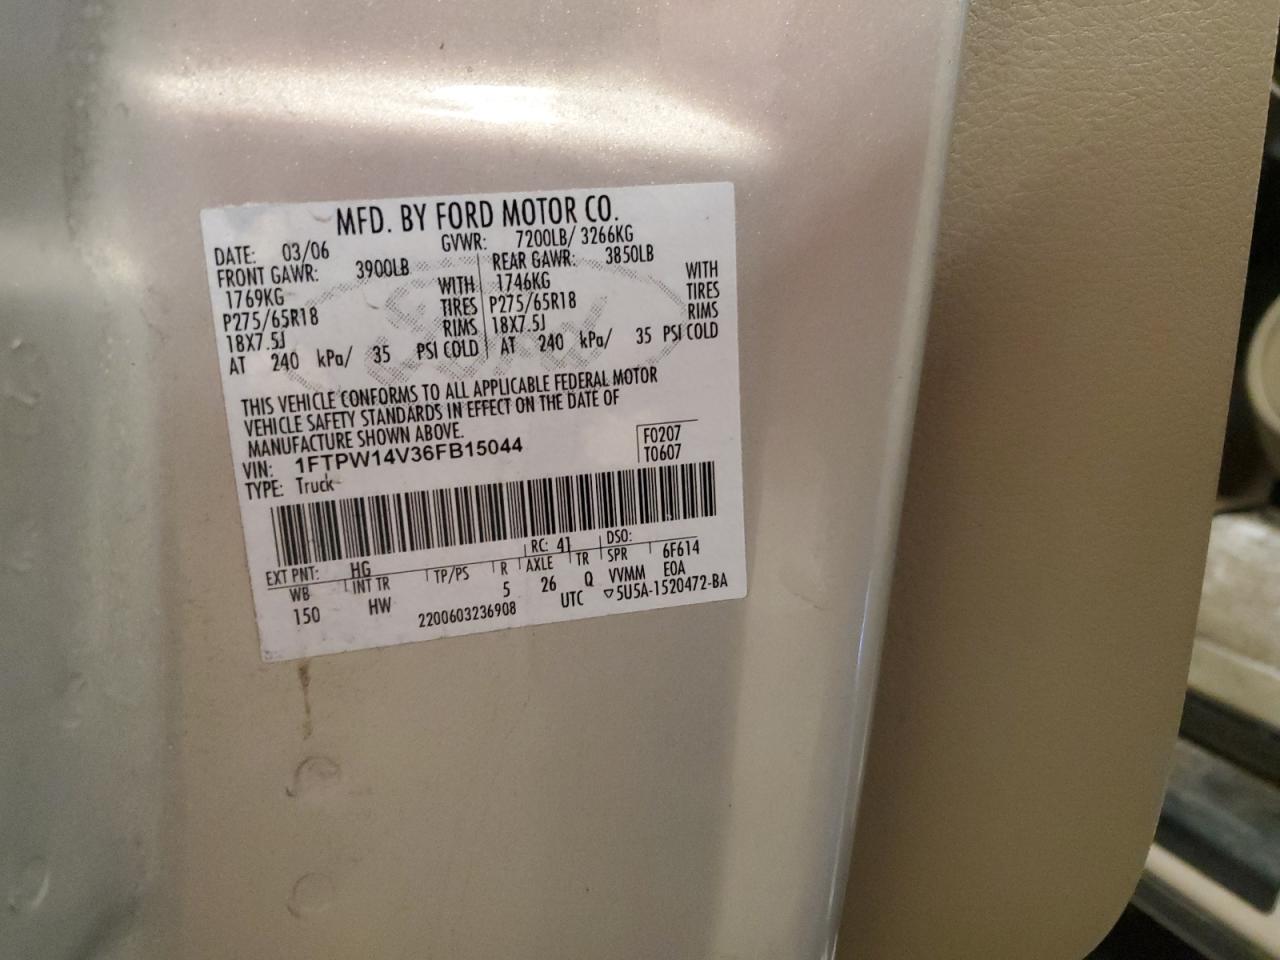 MFD. BY FORD MOTOR CO.
DATE: 03/06 GVWR: 7200LB/ 3266KG
FRONT GAWR: 3900LB REAR GAWR: 3850LB
1769KG WITH 1746KG WITH
P275/65R18 TIRES P275/65R18 TIRES
18X7.5J RIMS 18X7.5J RIMS
AT 240 kPa/ 35 PSI COLD AT 240 kPa/ 35 PSI COLD
THIS VEHICLE CONFORMS TO ALL APPLICABLE FEDERAL MOTOR
VEHICLE SAFETY STANDARDS IN EFFECT ON THE DATE OF
MANUFACTURE SHOWN ABOVE.
VIN: 1FTPW14V36FB15044 F0207
TYPE: Truck T0607
EXT PNT: HG RC: 41 DSO:
WB INT TR TP/PS R AXLE TR SPR 6F614
150 HW 5 26 Q VVMM E0A
2200603236908 UTC ▽5U5A-1520472-BA